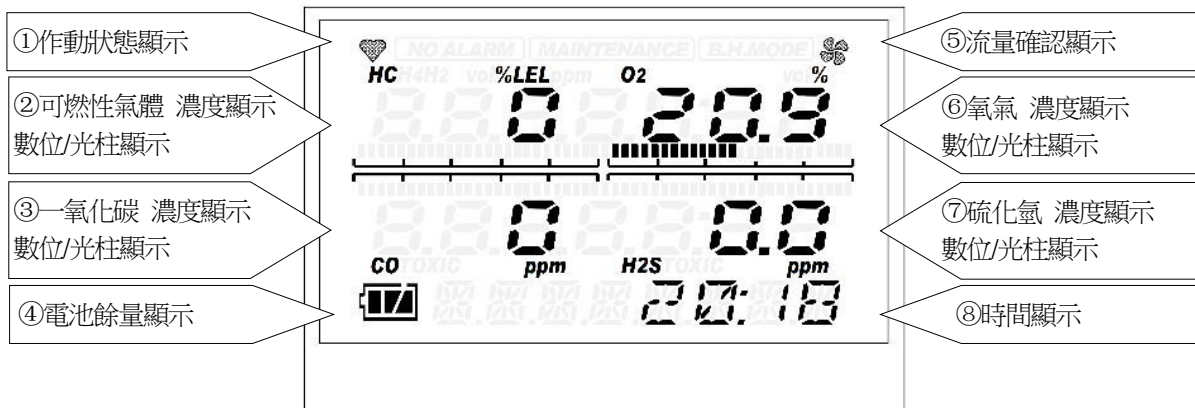 ①作動狀態顯示
②可燃性氣體 濃度顯示
數位/光柱顯示
③一氧化碳 濃度顯示
數位/光柱顯示
④電池餘量顯示
NO ALARM MAINTENANCE B.H.MODE
HC %LEL O2 %
0 20.9
0 0.0
CO TOXIC ppm H2S TOXIC ppm
20:18
⑤流量確認顯示
⑥氧氣 濃度顯示
數位/光柱顯示
⑦硫化氫 濃度顯示
數位/光柱顯示
⑧時間顯示